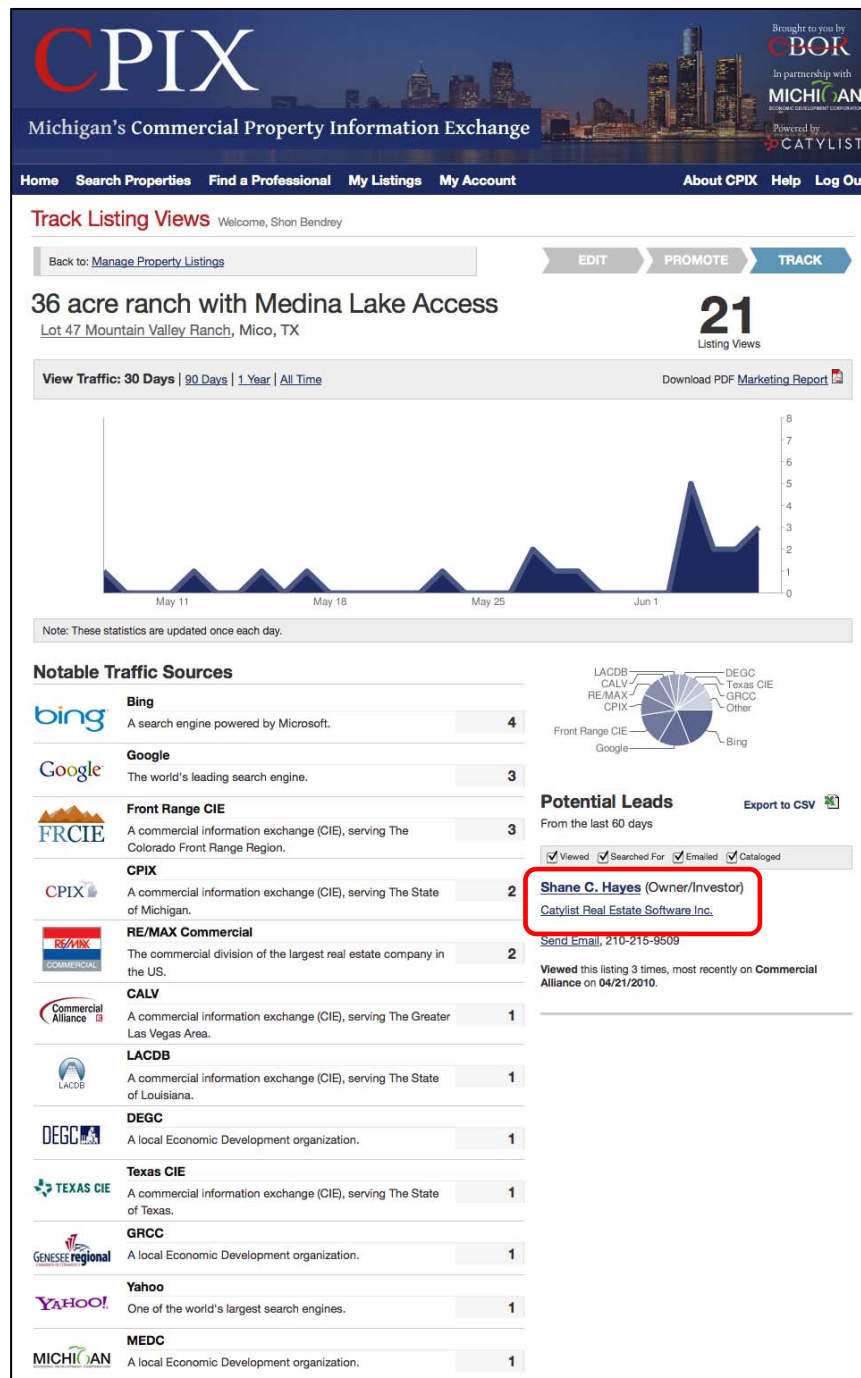 CPIX
Michigan's Commercial Property Information Exchange
Brought to you by
CBOR
In partnership with
MICHIGAN
ECONOMIC DEVELOPMENT CORPORATION
Powered by
CATYLIST
Home Search Properties Find a Professional My Listings My Account About CPIX Help Log Ou
Track Listing Views Welcome, Shon Bendrey
Back to: Manage Property Listings
EDIT PROMOTE TRACK
36 acre ranch with Medina Lake Access
Lot 47 Mountain Valley Ranch, Mico, TX
21
Listing Views
View Traffic: 30 Days | 90 Days | 1 Year | All Time
Download PDF Marketing Report
8
7
6
5
4
3
2
1
0
May 11 May 18 May 25 Jun 1
Note: These statistics are updated once each day.
Notable Traffic Sources
bing
Bing
A search engine powered by Microsoft.
4
Google
Google
The world's leading search engine.
3
FRCIE
Front Range CIE
A commercial information exchange (CIE), serving The
Colorado Front Range Region.
3
CPIX
CPIX
A commercial information exchange (CIE), serving The State
of Michigan.
2
RE/MAX
COMMERCIAL
RE/MAX Commercial
The commercial division of the largest real estate company in
the US.
2
Commercial
Alliance
CALV
A commercial information exchange (CIE), serving The Greater
Las Vegas Area.
1
LACDB
LACDB
A commercial information exchange (CIE), serving The State
of Louisiana.
1
DEGC
DEGC
A local Economic Development organization.
1
TEXAS CIE
Texas CIE
A commercial information exchange (CIE), serving The State
of Texas.
1
GENESEE regional
CHAMBER OF COMMERCE
GRCC
A local Economic Development organization.
1
YAHOO!
Yahoo
One of the world's largest search engines.
1
MICHIGAN
ECONOMIC DEVELOPMENT CORPORATION
MEDC
A local Economic Development organization.
1
LACDB
CALV
RE/MAX
CPIX
Front Range CIE
Google
DEGC
Texas CIE
GRCC
Other
Bing
Potential Leads
Export to CSV
From the last 60 days
Viewed Searched For Emailed Cataloged
Shane C. Hayes (Owner/Investor)
Catylist Real Estate Software Inc.
Send Email, 210-215-9509
Viewed this listing 3 times, most recently on Commercial
Alliance on 04/21/2010.